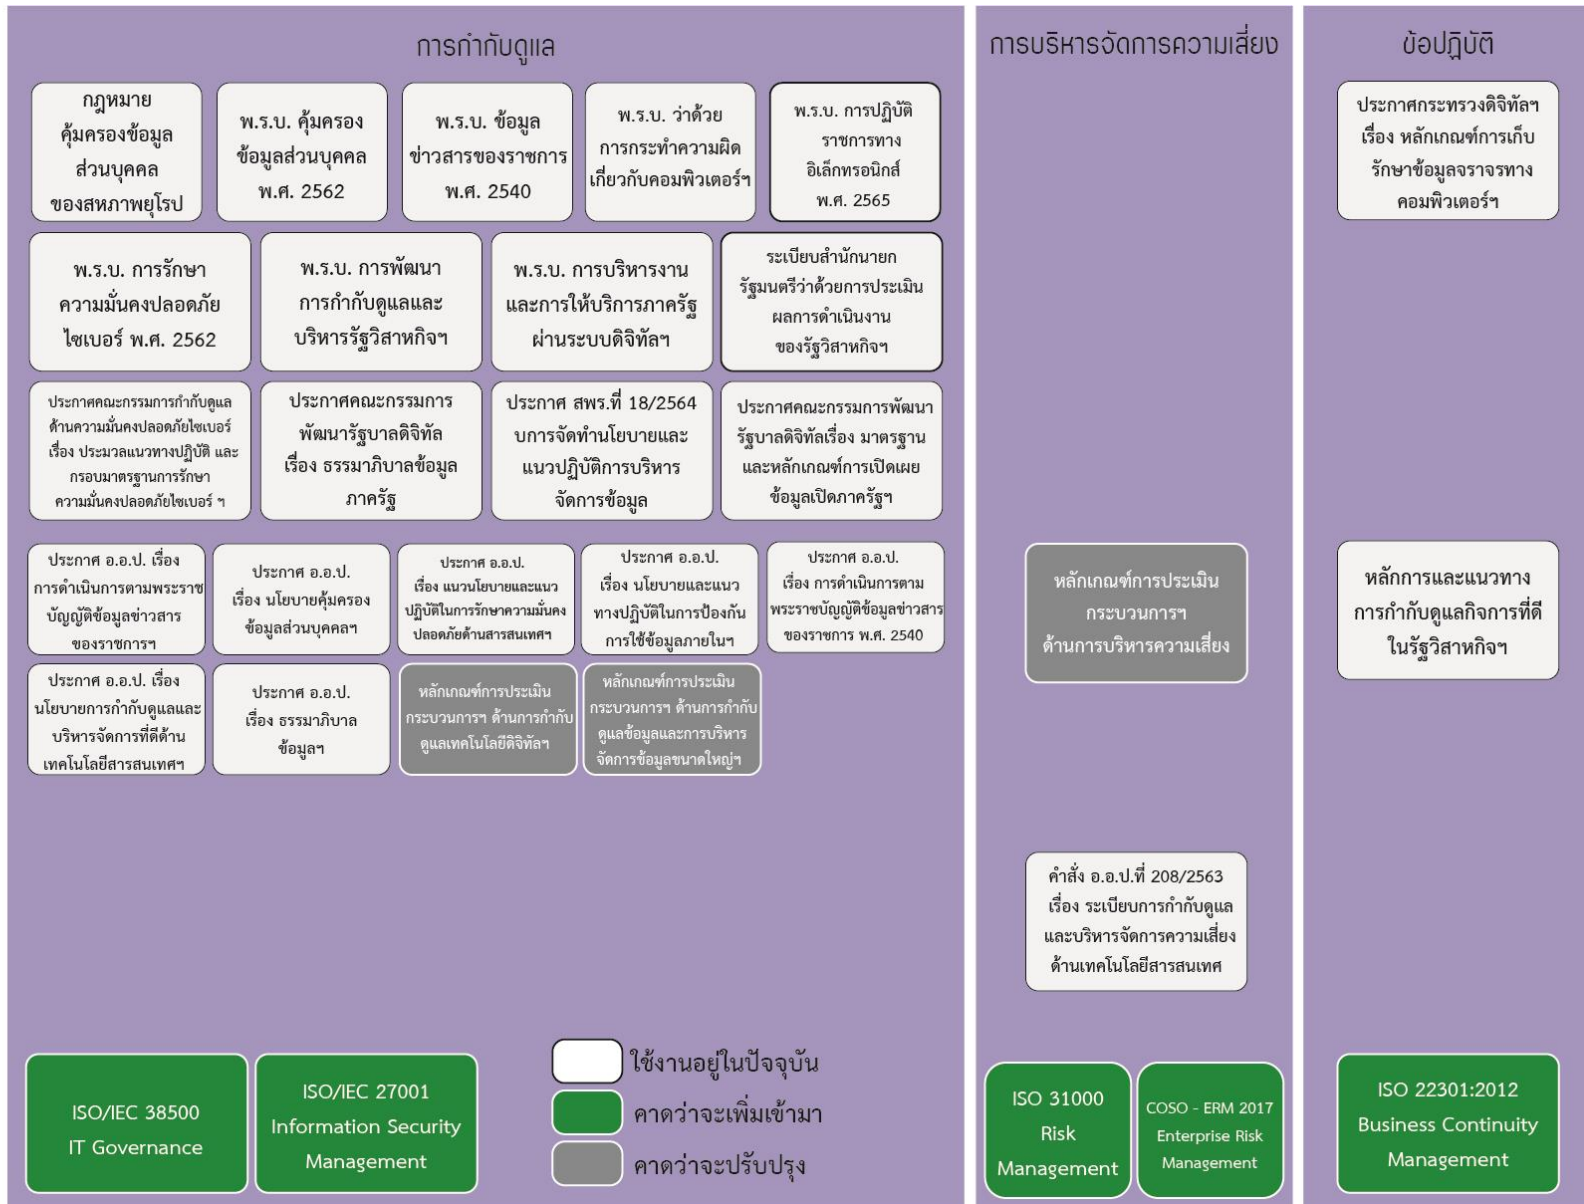 การกำกับดูแล
กฎหมาย
คุ้มครองข้อมูล
ส่วนบุคคล
ของสหภาพยุโรป
พ.ร.บ. คุ้มครอง
ข้อมูลส่วนบุคคล
พ.ศ. 2562
พ.ร.บ. ข้อมูล
ข่าวสารของราชการ
พ.ศ. 2540
พ.ร.บ. ว่าด้วย
การกระทำความผิด
เกี่ยวกับคอมพิวเตอร์ฯ
พ.ร.บ. การปฏิบัติ
ราชการทาง
อิเล็กทรอนิกส์
พ.ศ. 2565
พ.ร.บ. การรักษา
ความมั่นคงปลอดภัย
ไซเบอร์ พ.ศ. 2562
พ.ร.บ. การพัฒนา
การกำกับดูแลและ
บริหารรัฐวิสาหกิจฯ
พ.ร.บ. การบริหารงาน
และการให้บริการภาครัฐ
ผ่านระบบดิจิทัลฯ
ระเบียบสำนักนายก
รัฐมนตรีว่าด้วยการประเมิน
ผลการดำเนินงาน
ของรัฐวิสาหกิจฯ
ประกาศคณะกรรมการกำกับดูแล
ด้านความมั่นคงปลอดภัยไซเบอร์
เรื่อง ประมวลแนวทางปฏิบัติ และ
กรอบมาตรฐานการรักษา
ความมั่นคงปลอดภัยไซเบอร์ ฯ
ประกาศคณะกรรมการ
พัฒนารัฐบาลดิจิทัล
เรื่อง ธรรมาภิบาลข้อมูล
ภาครัฐ
ประกาศ สพร.ที่ 18/2564
บการจัดทำนโยบายและ
แนวปฏิบัติการบริหาร
จัดการข้อมูล
ประกาศคณะกรรมการพัฒนา
รัฐบาลดิจิทัลเรื่อง มาตรฐาน
และหลักเกณฑ์การเปิดเผย
ข้อมูลเปิดภาครัฐฯ
ประกาศ อ.อ.ป. เรื่อง
การดำเนินการตามพระราช
บัญญัติข้อมูลข่าวสาร
ของราชการฯ
ประกาศ อ.อ.ป.
เรื่อง นโยบายคุ้มครอง
ข้อมูลส่วนบุคคลฯ
ประกาศ อ.อ.ป.
เรื่อง แนวนโยบายและแนว
ปฏิบัติในการรักษาความมั่นคง
ปลอดภัยด้านสารสนเทศฯ
ประกาศ อ.อ.ป.
เรื่อง นโยบายและแนว
ทางปฏิบัติในการป้องกัน
การใช้ข้อมูลภายในฯ
ประกาศ อ.อ.ป.
เรื่อง การดำเนินการตาม
พระราชบัญญัติข้อมูลข่าวสาร
ของราชการ พ.ศ. 2540
ประกาศ อ.อ.ป. เรื่อง
นโยบายการกำกับดูแลและ
บริหารจัดการที่ดีด้าน
เทคโนโลยีสารสนเทศฯ
ประกาศ อ.อ.ป.
เรื่อง ธรรมาภิบาล
ข้อมูลฯ
หลักเกณฑ์การประเมิน
กระบวนการฯ ด้านการกำกับ
ดูแลเทคโนโลยีดิจิทัลฯ
หลักเกณฑ์การประเมิน
กระบวนการฯ ด้านการกำกับ
ดูแลข้อมูลและการบริหาร
จัดการข้อมูลขนาดใหญ่ฯ
ISO/IEC 38500
IT Governance
ISO/IEC 27001
Information Security
Management
ใช้งานอยู่ในปัจจุบัน
คาดว่าจะเพิ่มเข้ามา
คาดว่าจะปรับปรุง
การบริหารจัดการความเสี่ยง
หลักเกณฑ์การประเมิน
กระบวนการฯ
ด้านการบริหารความเสี่ยง
คำสั่ง อ.อ.ป.ที่ 208/2563
เรื่อง ระเบียบการกำกับดูแล
และบริหารจัดการความเสี่ยง
ด้านเทคโนโลยีสารสนเทศ
ISO 31000
Risk
Management
COSO - ERM 2017
Enterprise Risk
Management
ข้อปฏิบัติ
ประกาศกระทรวงดิจิทัลฯ
เรื่อง หลักเกณฑ์การเก็บ
รักษาข้อมูลจราจรทาง
คอมพิวเตอร์ฯ
หลักการและแนวทาง
การกำกับดูแลกิจการที่ดี
ในรัฐวิสาหกิจฯ
ISO 22301:2012
Business Continuity
Management